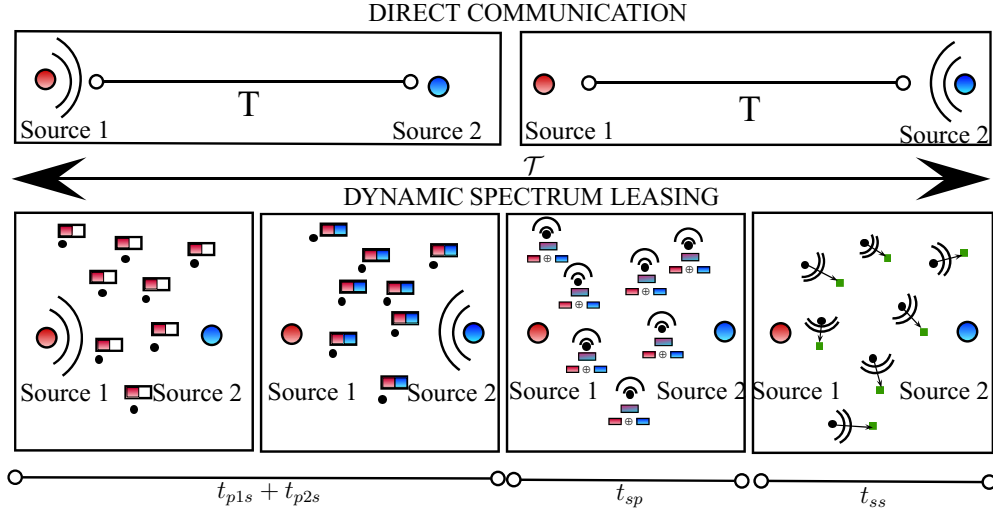 DIRECT COMMUNICATION
T
Source 1
Source 2
T
Source 1
Source 2
𝒯
DYNAMIC SPECTRUM LEASING
Source 1
Source 2
Source 1
Source 2
⊕ ⊕ ⊕ ⊕ ⊕ ⊕ ⊕
Source 1
Source 2
Source 1
Source 2
t_{p1s} + t_{p2s}
t_{sp}
t_{ss}